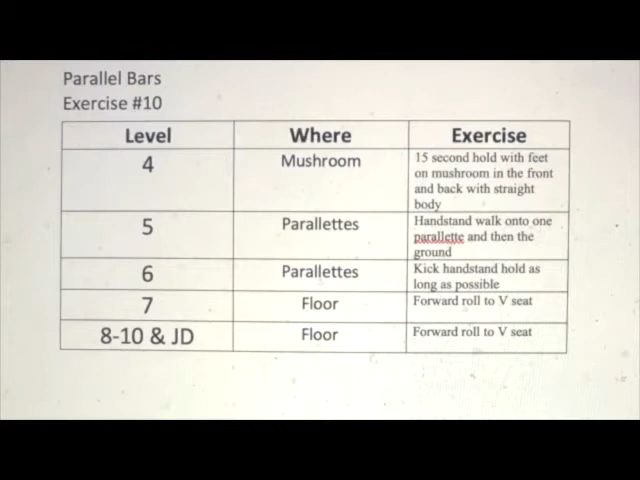 Parallel Bars
Exercise #10
Level Where Exercise
4 Mushroom 15 second hold with feet
on mushroom in the front
and back with straight
body
5 Parallettes Handstand walk onto one
parallette and then the
ground
6 Parallettes Kick handstand hold as
long as possible
7 Floor Forward roll to V seat
8-10 & JD Floor Forward roll to V seat